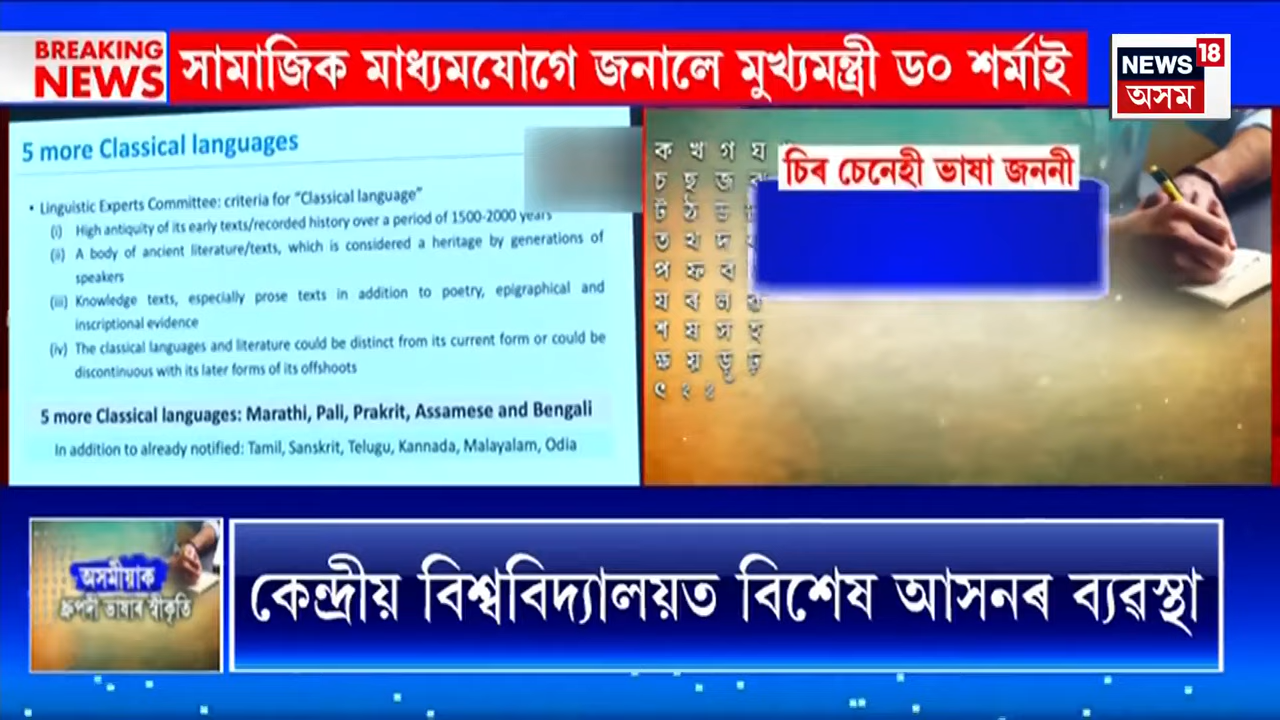 BREAKING
NEWS
সামাজিক মাধ্যমযোগে জনালে মুখ্যমন্ত্ৰী ড০ শৰ্মাই
NEWS 18
অসম
5 more Classical languages
• Linguistic Experts Committee: criteria for "Classical language"
(i) High antiquity of its early texts/recorded history over a period of 1500-2000 years
(ii) A body of ancient literature/texts, which is considered a heritage by generations of
speakers
(iii) Knowledge texts, especially prose texts in addition to poetry, epigraphical and
inscriptional evidence
(iv) The classical languages and literature could be distinct from its current form or could be
discontinuous with its later forms of its offshoots
5 more Classical languages: Marathi, Pali, Prakrit, Assamese and Bengali
In addition to already notified: Tamil, Sanskrit, Telugu, Kannada, Malayalam, Odia
চিৰ চেনেহী ভাষা জননী
ক খ গ ঘ
চ ছ জ
ট ঠ ড
ত থ দ
প ফ ব
য ৰ ল ৱ
শ ষ স হ
ক্ষ য় ড় ঢ়
অসমীয়াক
ধ্ৰুপদী ভাষাৰ স্বীকৃতি
কেন্দ্ৰীয় বিশ্ববিদ্যালয়ত বিশেষ আসনৰ ব্যৱস্থা